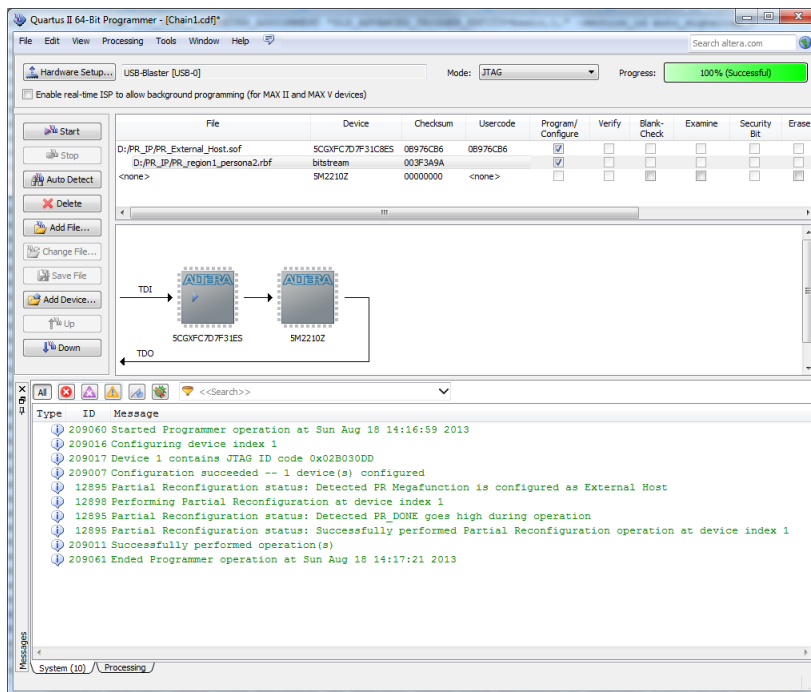 Quartus II 64-Bit Programmer - [Chain1.cdf]*
File Edit View Processing Tools Window Help
Search altera.com
Hardware Setup... USB-Blaster [USB-0] Mode: JTAG Progress: 100% (Successful)
Enable real-time ISP to allow background programming (for MAX II and MAX V devices)
Start
Stop
Auto Detect
Delete
Add File...
Change File...
Save File
Add Device...
Up
Down
File Device Checksum Usercode Program/Configure Verify Blank-Check Examine Security Bit Erase
D:/PR_IP/PR_External_Host.sof 5CGXFC7D7F31C8ES 0B976CB6 0B976CB6
D:/PR_IP/PR_region1_persona2.rbf bitstream 003F3A9A
<none> 5M2210Z 00000000 <none>
TDI
ALTERA ALTERA
5CGXFC7D7F31ES 5M2210Z
TDO
All <<Search>>
Type ID Message
209060 Started Programmer operation at Sun Aug 18 14:16:59 2013
209016 Configuring device index 1
209017 Device 1 contains JTAG ID code 0x02B030DD
209007 Configuration succeeded -- 1 device(s) configured
12895 Partial Reconfiguration status: Detected PR Megafunction is configured as External Host
12898 Performing Partial Reconfiguration at device index 1
12895 Partial Reconfiguration status: Detected PR_DONE goes high during operation
12895 Partial Reconfiguration status: Successfully performed Partial Reconfiguration operation at device index 1
209011 Successfully performed operation(s)
209061 Ended Programmer operation at Sun Aug 18 14:17:21 2013
Messages
System (10) Processing